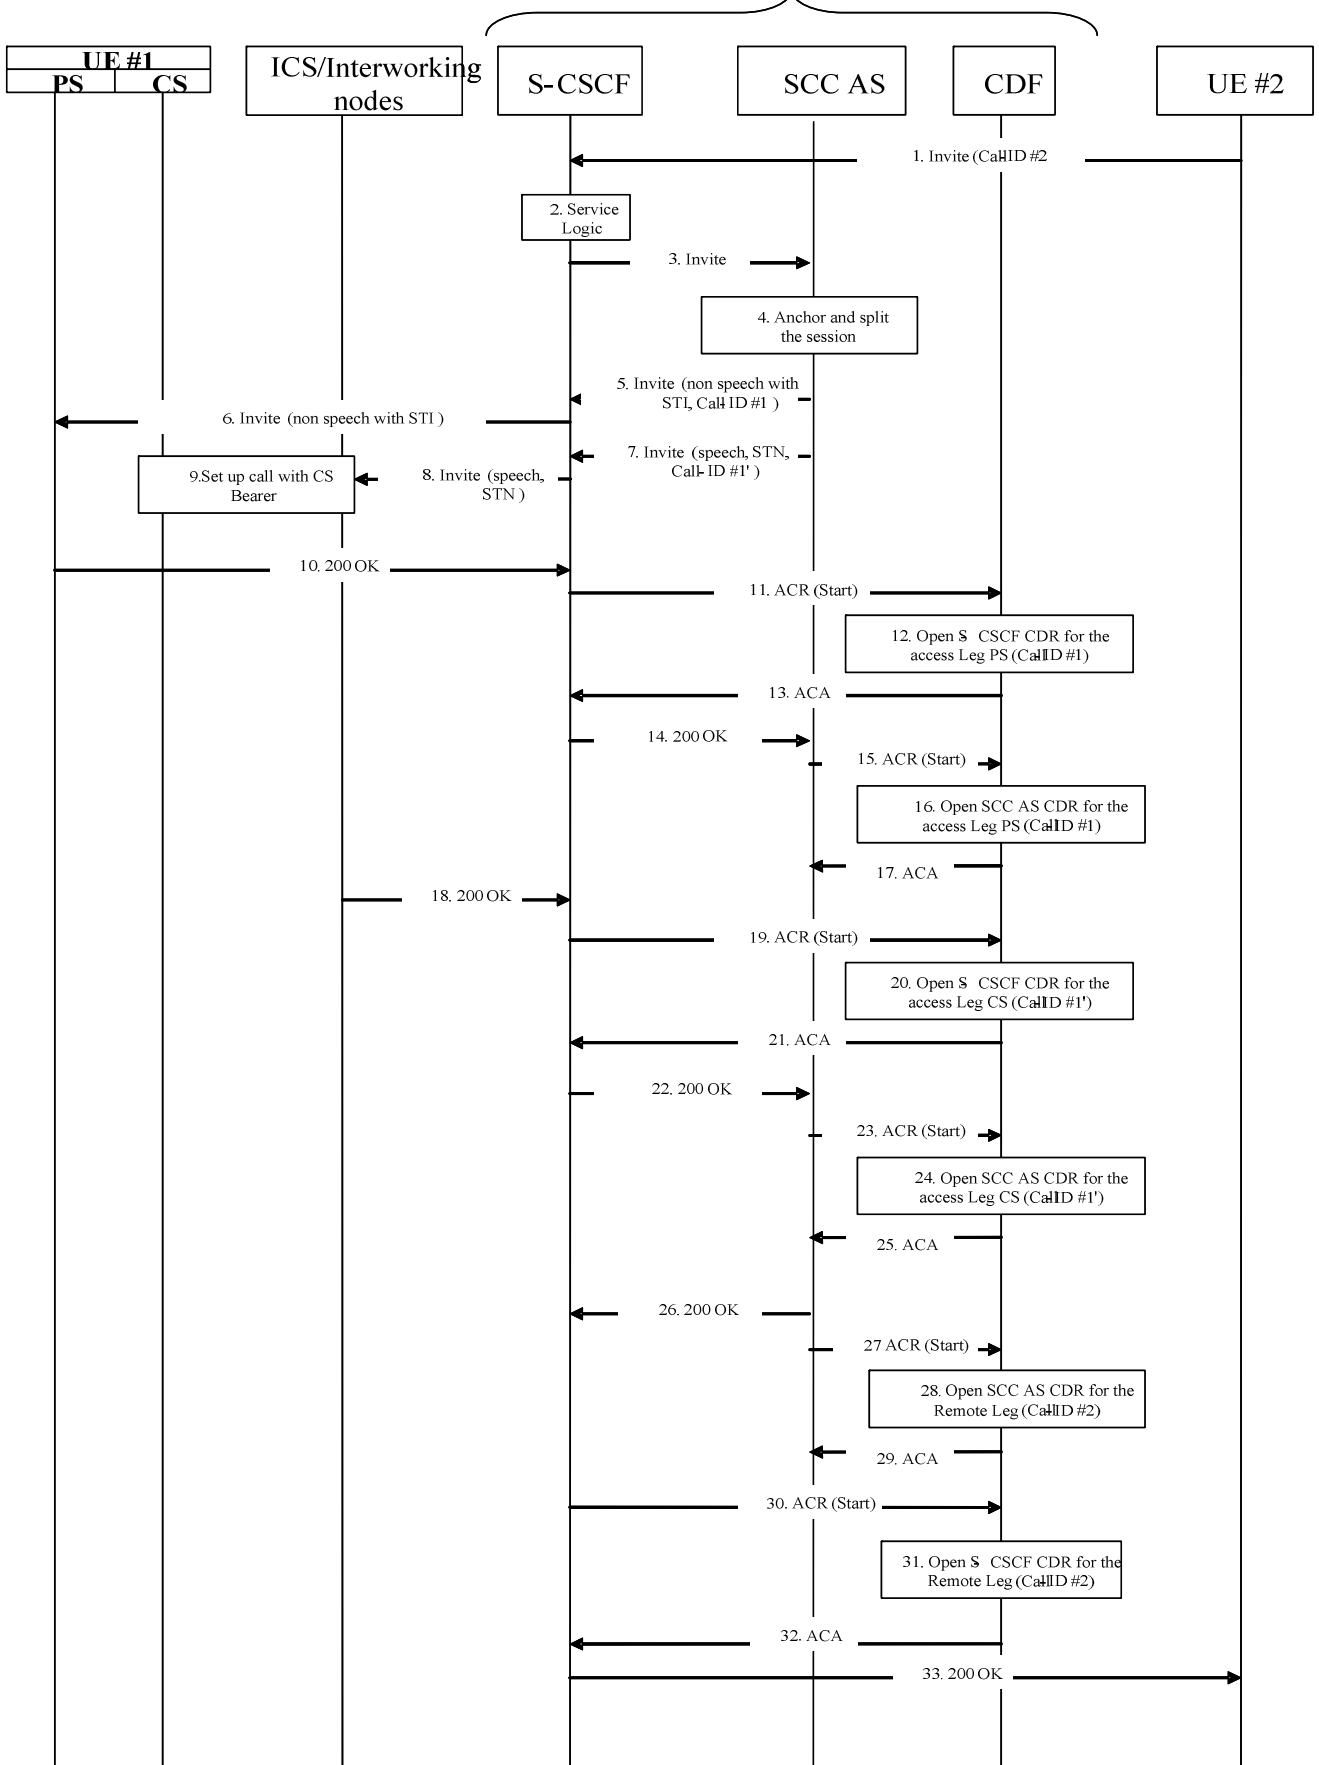 UE #1
PS
CS
ICS/Interworking
nodes
S-CSCF
SCC AS
CDF
UE #2
1. Invite (Call-ID #2
2. Service
Logic
3. Invite
4. Anchor and split
the session
5. Invite (non speech with
STI, Call-ID #1 )
6. Invite (non speech with STI )
7. Invite (speech, STN,
Call-ID #1' )
8. Invite (speech,
STN )
9.Set up call with CS
Bearer
10. 200 OK
11. ACR (Start)
12. Open S-CSCF CDR for the
access Leg PS (Call-ID #1)
13. ACA
14. 200 OK
15. ACR (Start)
16. Open SCC AS CDR for the
access Leg PS (Call-ID #1)
17. ACA
18. 200 OK
19. ACR (Start)
20. Open S-CSCF CDR for the
access Leg CS (Call-ID #1')
21. ACA
22. 200 OK
23. ACR (Start)
24. Open SCC AS CDR for the
access Leg CS (Call-ID #1')
25. ACA
26. 200 OK
27 ACR (Start)
28. Open SCC AS CDR for the
Remote Leg (Call-ID #2)
29. ACA
30. ACR (Start)
31. Open S-CSCF CDR for the
Remote Leg (Call-ID #2)
32. ACA
33. 200 OK